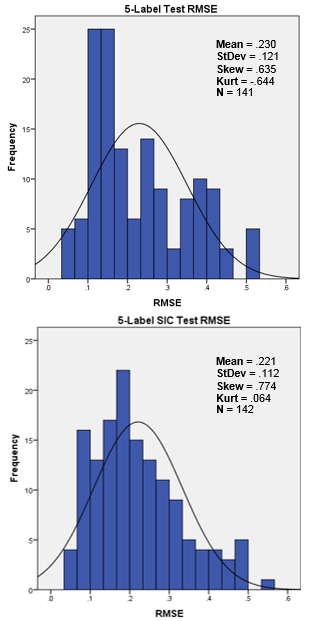 5-Label Test RMSE
Mean = .230
StDev = .121
Skew = .635
Kurt = -.644
N = 141
Frequency
25
20
15
10
5
0
.0 .1 .2 .3 .4 .5 .6
RMSE
5-Label SIC Test RMSE
Mean = .221
StDev = .112
Skew = .774
Kurt = .064
N = 142
Frequency
25
20
15
10
5
0
.0 .1 .2 .3 .4 .5 .6
RMSE